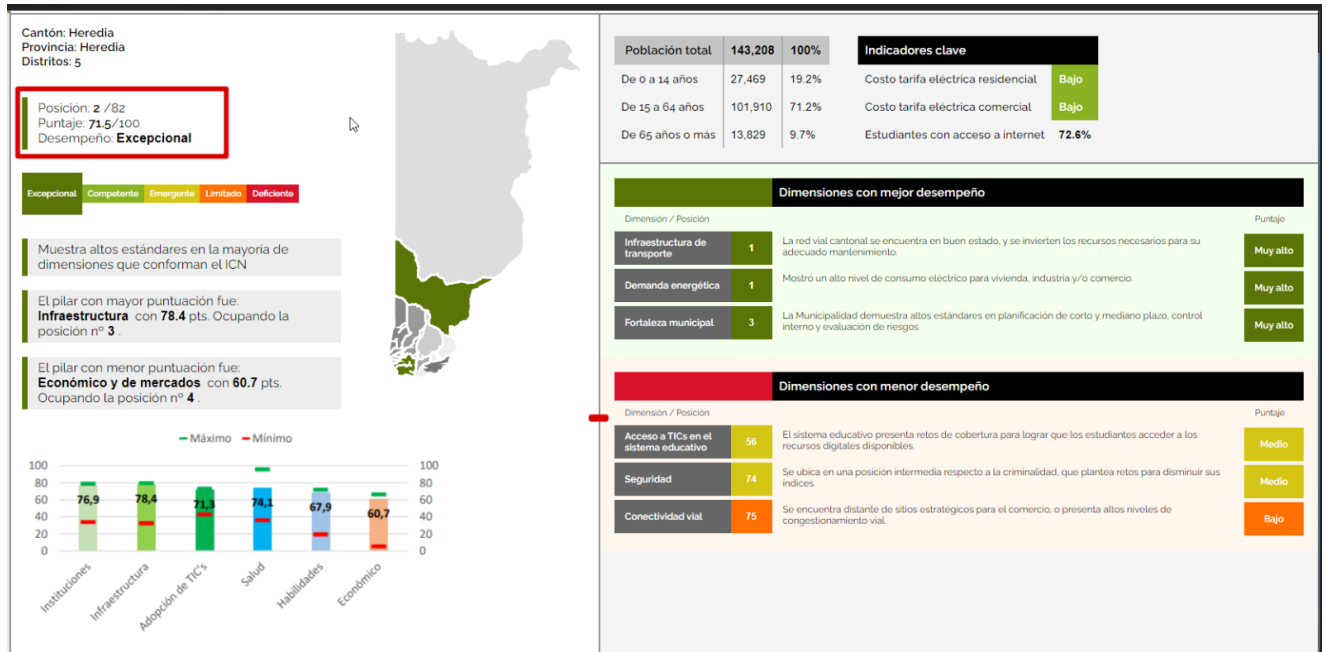 Cantón: Heredia
Provincia: Heredia
Distritos: 5
Posición: 2 /82
Puntaje: 71.5/100
Desempeño: Excepcional
Excepcional Competente Emergente Limitado Deficiente
Muestra altos estándares en la mayoría de
dimensiones que conforman el ICN
El pilar con mayor puntuación fue:
Infraestructura con 78.4 pts. Ocupando la
posición nº 3 .
El pilar con menor puntuación fue:
Económico y de mercados con 60.7 pts.
Ocupando la posición nº 4 .
Máximo Mínimo
100 100
80 80
60 60
40 40
20 20
0 0
76,9 78,4 71,3 74,1 67,9 60,7
Instituciones
Infraestructura
Adopción de TIC's
Salud
Habilidades
Económico
Población total 143,208 100%
De 0 a 14 años 27,469 19.2%
De 15 a 64 años 101,910 71.2%
De 65 años o más 13,829 9.7%
Indicadores clave
Costo tarifa eléctrica residencial Bajo
Costo tarifa eléctrica comercial Bajo
Estudiantes con acceso a internet 72.6%
Dimensiones con mejor desempeño
Dimensión / Posición Puntaje
Infraestructura de
transporte
1
La red vial cantonal se encuentra en buen estado, y se invierten los recursos necesarios para su
adecuado mantenimiento.
Muy alto
Demanda energética 1
Mostró un alto nivel de consumo eléctrico para vivienda, industria y/o comercio.
Muy alto
Fortaleza municipal 3
La Municipalidad demuestra altos estándares en planificación de corto y mediano plazo, control
interno y evaluación de riesgos.
Muy alto
Dimensiones con menor desempeño
Dimensión / Posición Puntaje
Acceso a TICs en el
sistema educativo
56
El sistema educativo presenta retos de cobertura para lograr que los estudiantes acceder a los
recursos digitales disponibles.
Medio
Seguridad 74
Se ubica en una posición intermedia respecto a la criminalidad, que plantea retos para disminuir sus
índices.
Medio
Conectividad vial 75
Se encuentra distante de sitios estratégicos para el comercio, o presenta altos niveles de
congestionamiento vial.
Bajo